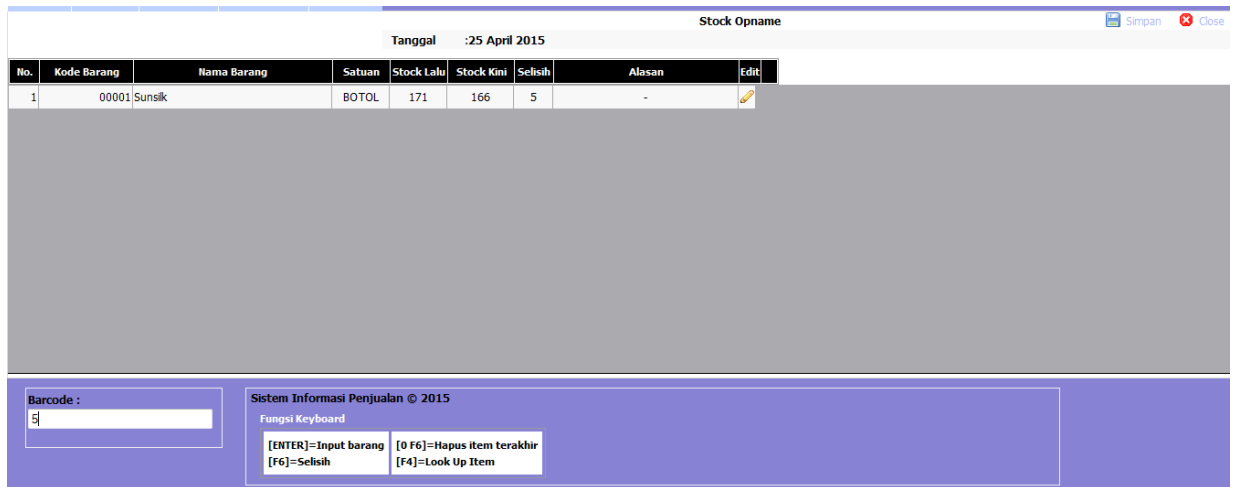 Stock Opname
Simpan Close
Tanggal :25 April 2015
No. Kode Barang Nama Barang Satuan Stock Lalu Stock Kini Selisih Alasan Edit
1 00001 Sunsilk BOTOL 171 166 5 -
Barcode :
5
Sistem Informasi Penjualan © 2015
Fungsi Keyboard
[ENTER]=Input barang [0 F6]=Hapus item terakhir
[F6]=Selisih [F4]=Look Up Item